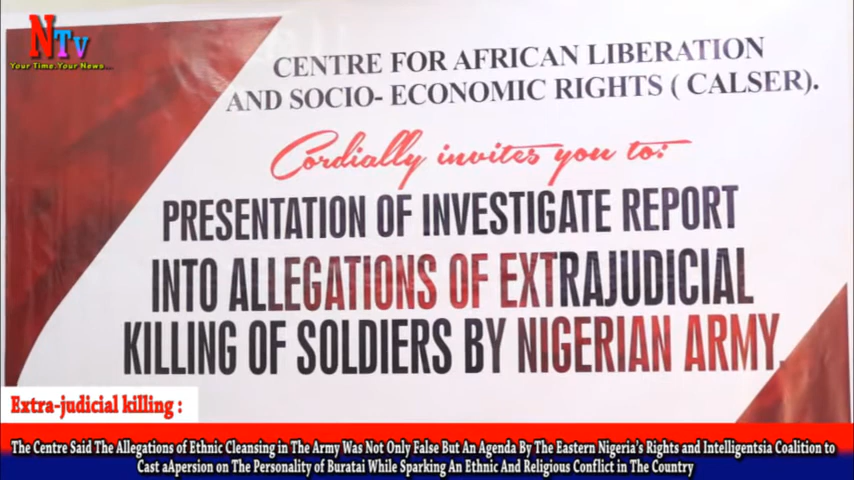 NTv
Your Time.Your News...
CENTRE FOR AFRICAN LIBERATION
AND SOCIO- ECONOMIC RIGHTS ( CALSER).
Cordially invites you to:
PRESENTATION OF INVESTIGATE REPORT
INTO ALLEGATIONS OF EXTRAJUDICIAL
KILLING OF SOLDIERS BY NIGERIAN ARMY.
Extra-judicial killing :
The Centre Said The Allegations of Ethnic Cleansing in The Army Was Not Only False But An Agenda By The Eastern Nigeria's Rights and Intelligentsia Coalition to
Cast aApersion on The Personality of Buratai While Sparking An Ethnic And Religious Conflict in The Country